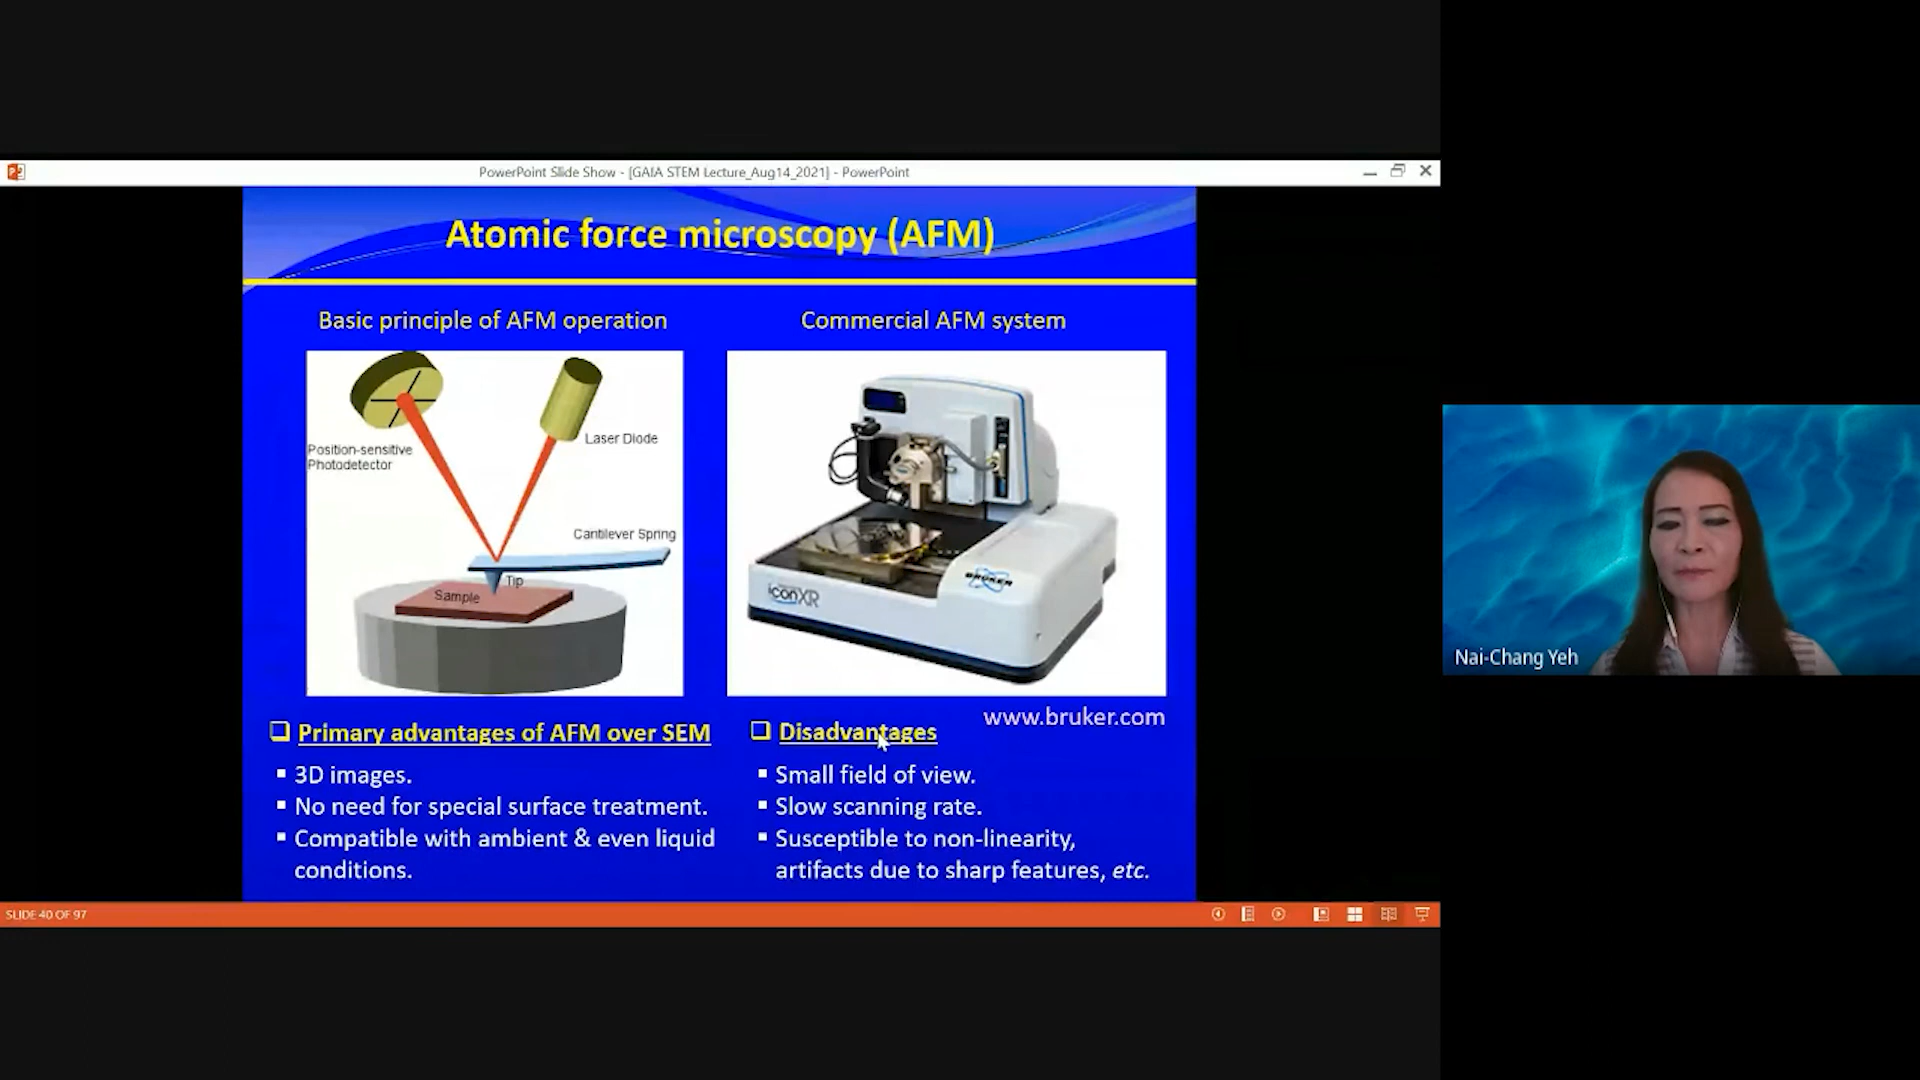 PowerPoint Slide Show - [GAIA STEM Lecture_Aug14_2021] - PowerPoint
Atomic force microscopy (AFM)
Basic principle of AFM operation
Commercial AFM system
Position-sensitive
Photodetector
Laser Diode
Cantilever Spring
Tip
Sample
BRUKER
iconXR
www.bruker.com
❑ Primary advantages of AFM over SEM
▪ 3D images.
▪ No need for special surface treatment.
▪ Compatible with ambient & even liquid
conditions.
❑ Disadvantages
▪ Small field of view.
▪ Slow scanning rate.
▪ Susceptible to non-linearity,
artifacts due to sharp features, etc.
Nai-Chang Yeh
SLIDE 40 OF 97